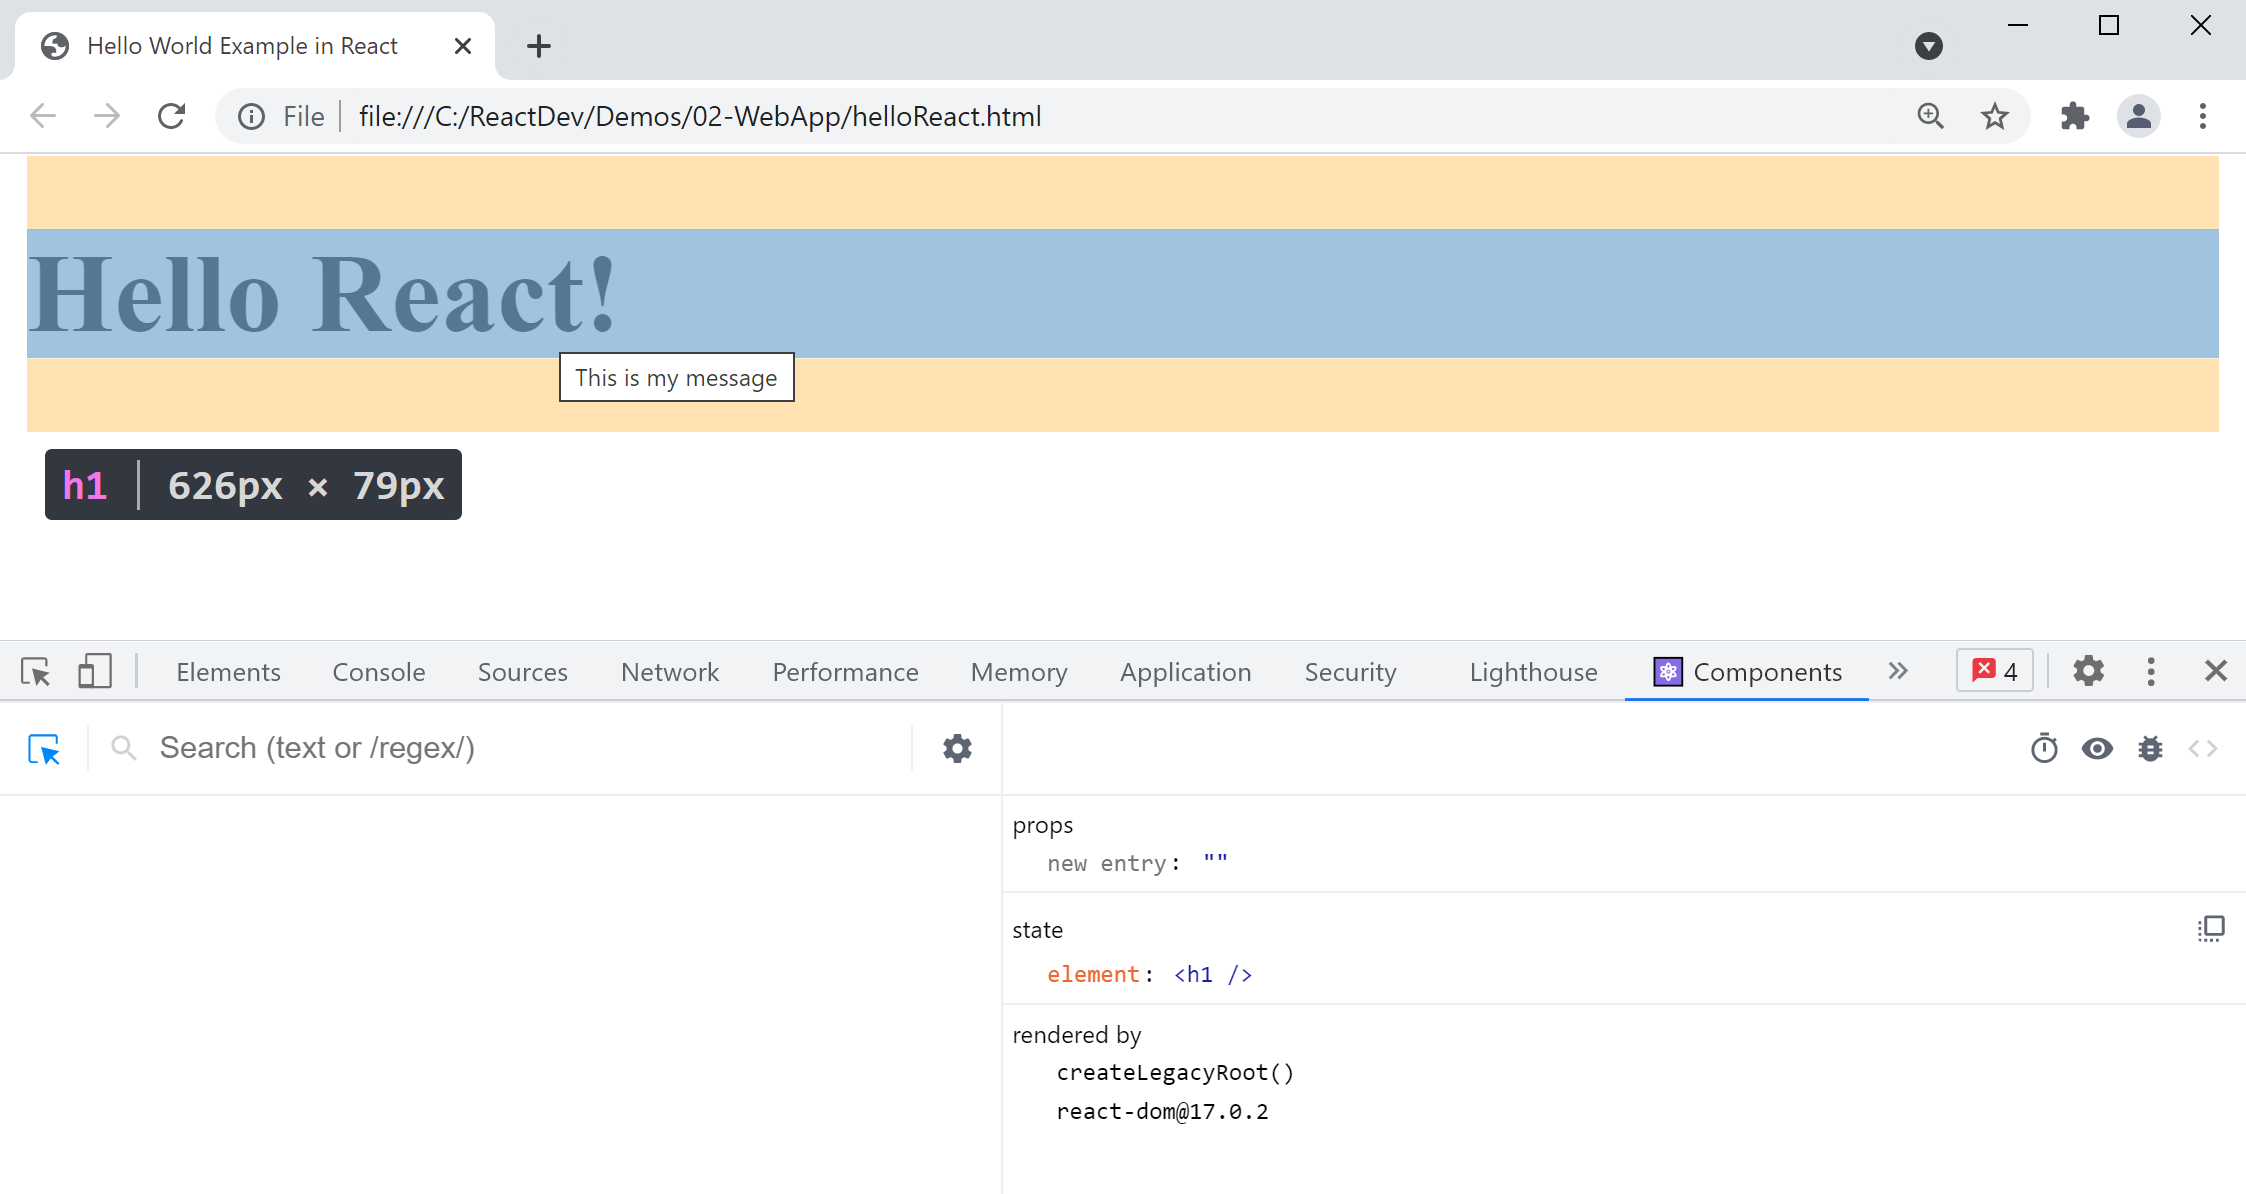 Hello World Example in React
File file:///C:/ReactDev/Demos/02-WebApp/helloReact.html
Hello React!
This is my message
h1 626px × 79px
Elements Console Sources Network Performance Memory Application Security Lighthouse Components » 4
Search (text or /regex/)
props
new entry: ""
state
element: <h1 />
rendered by
createLegacyRoot()
react-dom@17.0.2